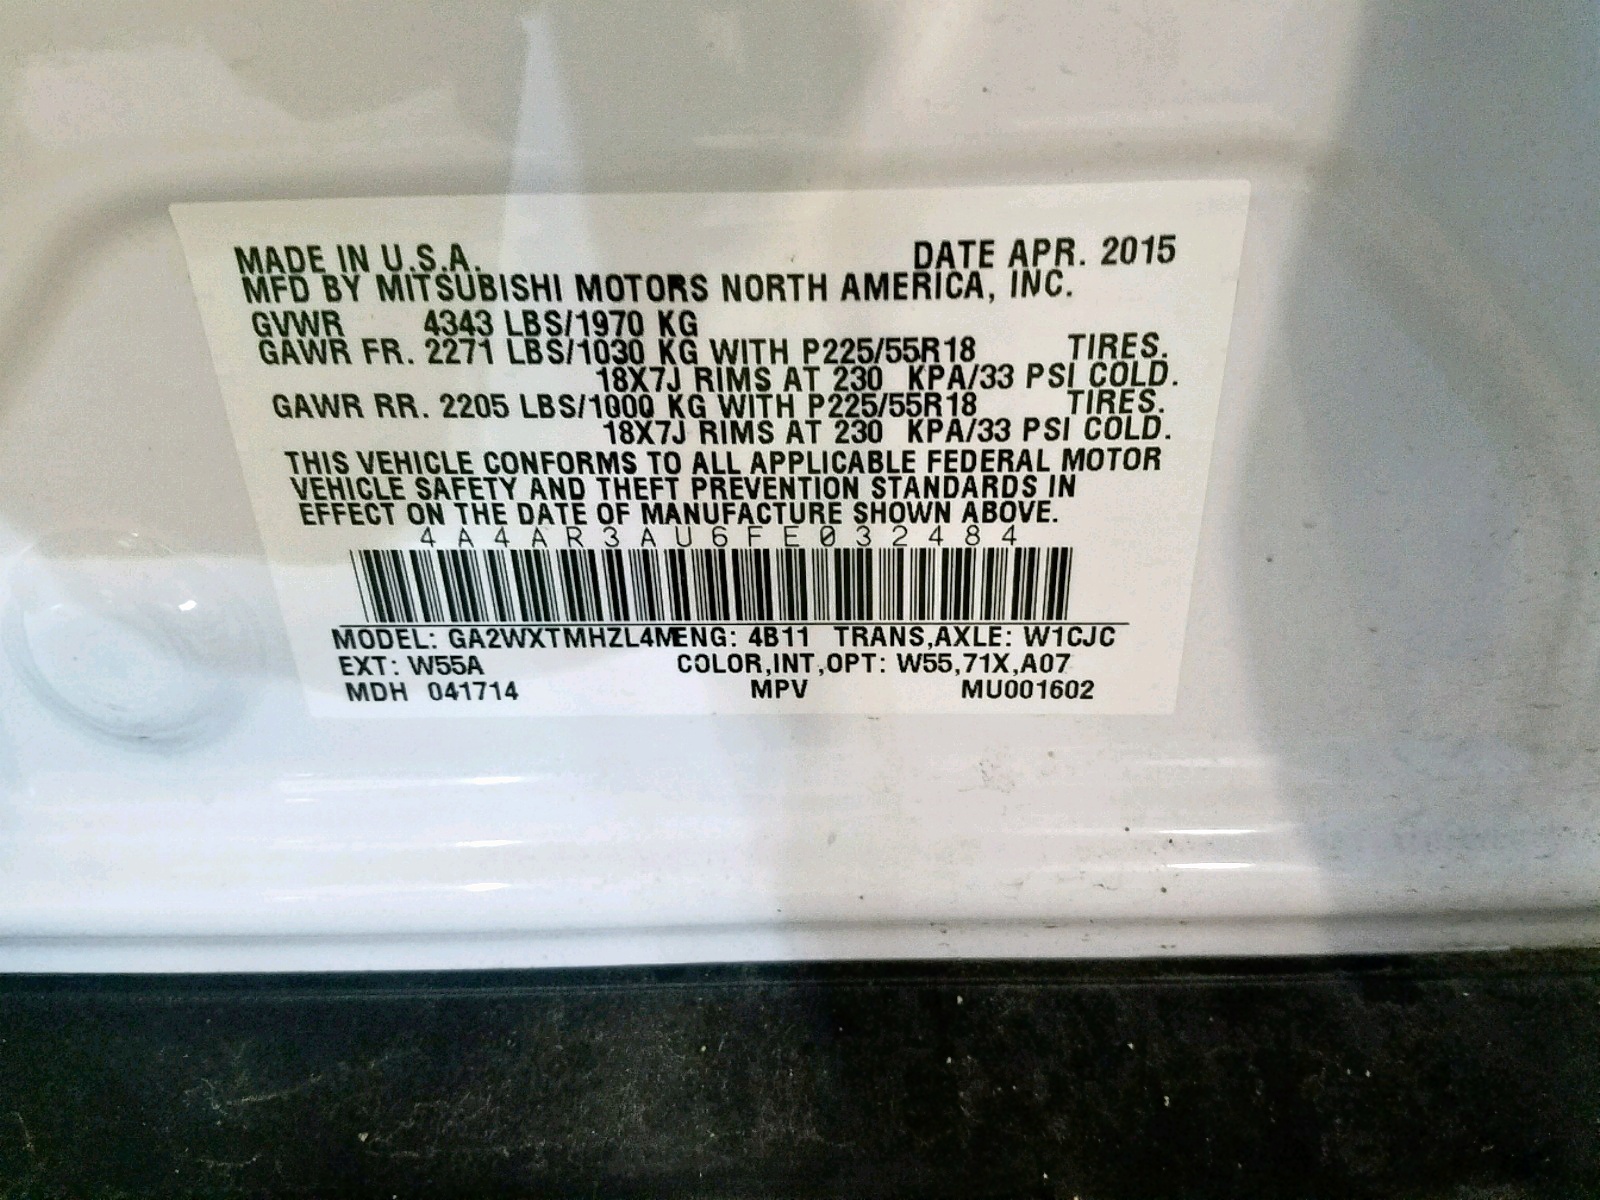 MADE IN U.S.A. DATE APR. 2015
MFD BY MITSUBISHI MOTORS NORTH AMERICA, INC.
GVWR 4343 LBS/1970 KG
GAWR FR. 2271 LBS/1030 KG WITH P225/55R18 TIRES.
18X7J RIMS AT 230 KPA/33 PSI COLD.
GAWR RR. 2205 LBS/1000 KG WITH P225/55R18 TIRES.
18X7J RIMS AT 230 KPA/33 PSI COLD.
THIS VEHICLE CONFORMS TO ALL APPLICABLE FEDERAL MOTOR
VEHICLE SAFETY AND THEFT PREVENTION STANDARDS IN
EFFECT ON THE DATE OF MANUFACTURE SHOWN ABOVE.
4A4AR3AU6FE032484
MODEL: GA2WXTMHZL4MENG: 4B11 TRANS,AXLE: W1CJC
EXT: W55A COLOR,INT,OPT: W55,71X,A07
MDH 041714 MPV MU001602